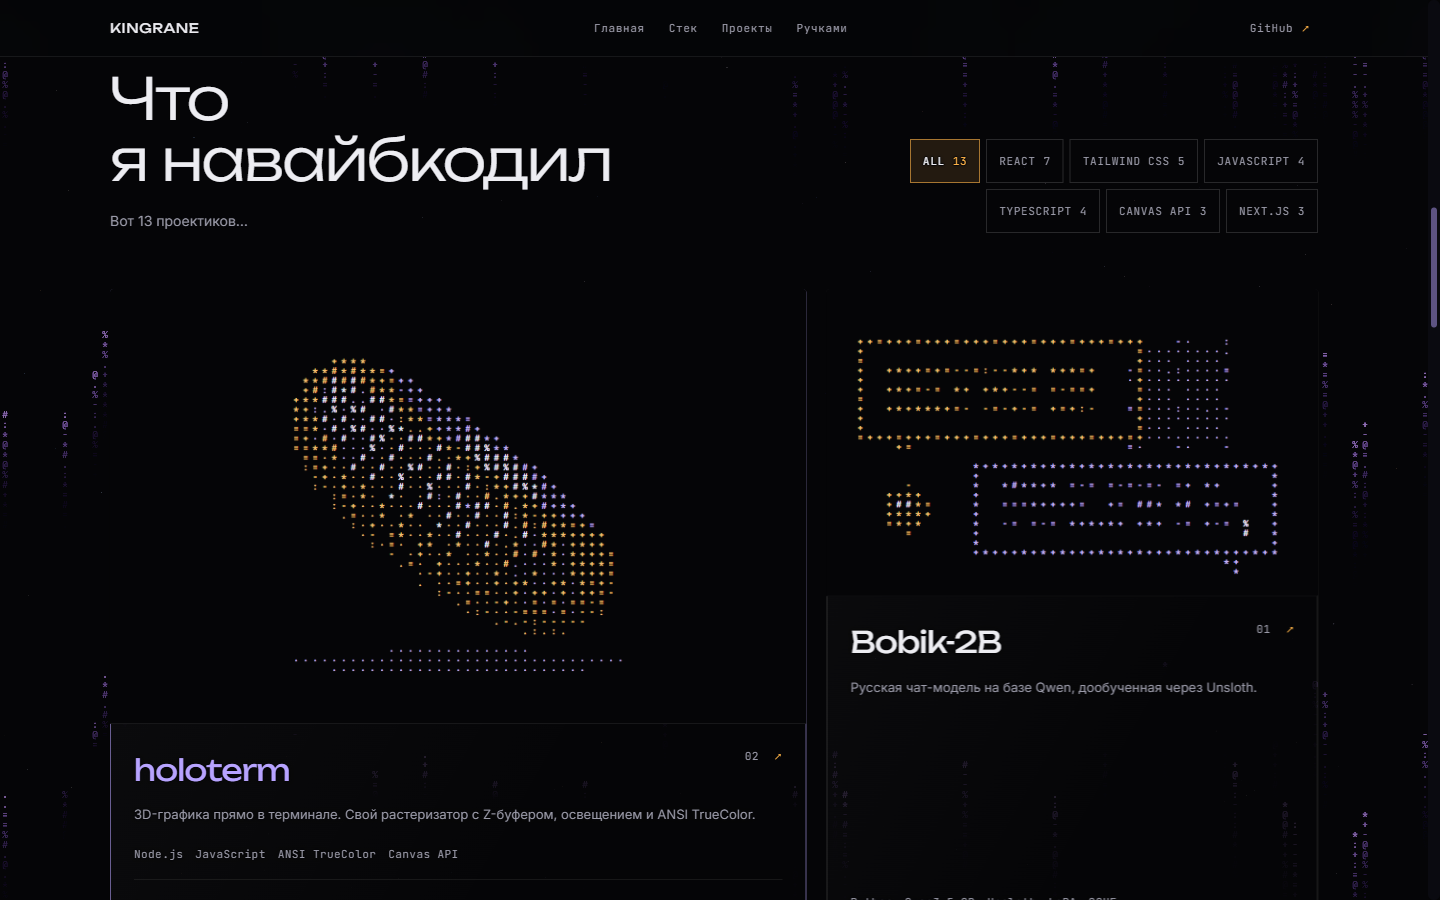 KINGRANE
Главная Стек Проекты Ручками
GitHub ↗
Что
я навайбкодил
Вот 13 проектиков...
ALL 13 REACT 7 TAILWIND CSS 5 JAVASCRIPT 4
TYPESCRIPT 4 CANVAS API 3 NEXT.JS 3
Bobik-2B
01 ↗
Русская чат-модель на базе Qwen, дообученная через Unsloth.
holoterm
02 ↗
3D-графика прямо в терминале. Свой растеризатор с Z-буфером, освещением и ANSI TrueColor.
Node.js JavaScript ANSI TrueColor Canvas API